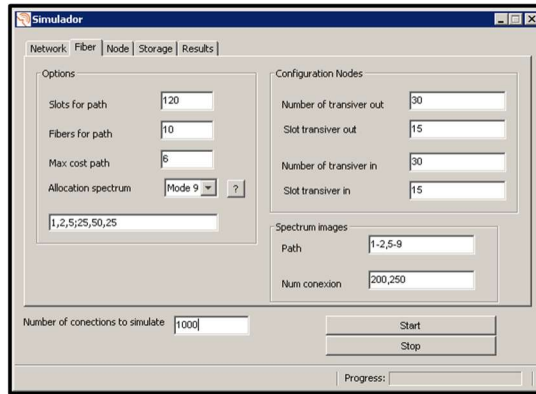 Simulador
Network Fiber Node Storage Results
Options
Slots for path 120
Fibers for path 10
Max cost path 6
Allocation spectrum Mode 9 ?
1,2,5;25,50,25
Configuration Nodes
Number of transiver out 30
Slot transiver out 15
Number of transiver in 30
Slot transiver in 15
Spectrum images
Path 1-2,5-9
Num conexion 200,250
Number of conections to simulate 1000
Start
Stop
Progress: